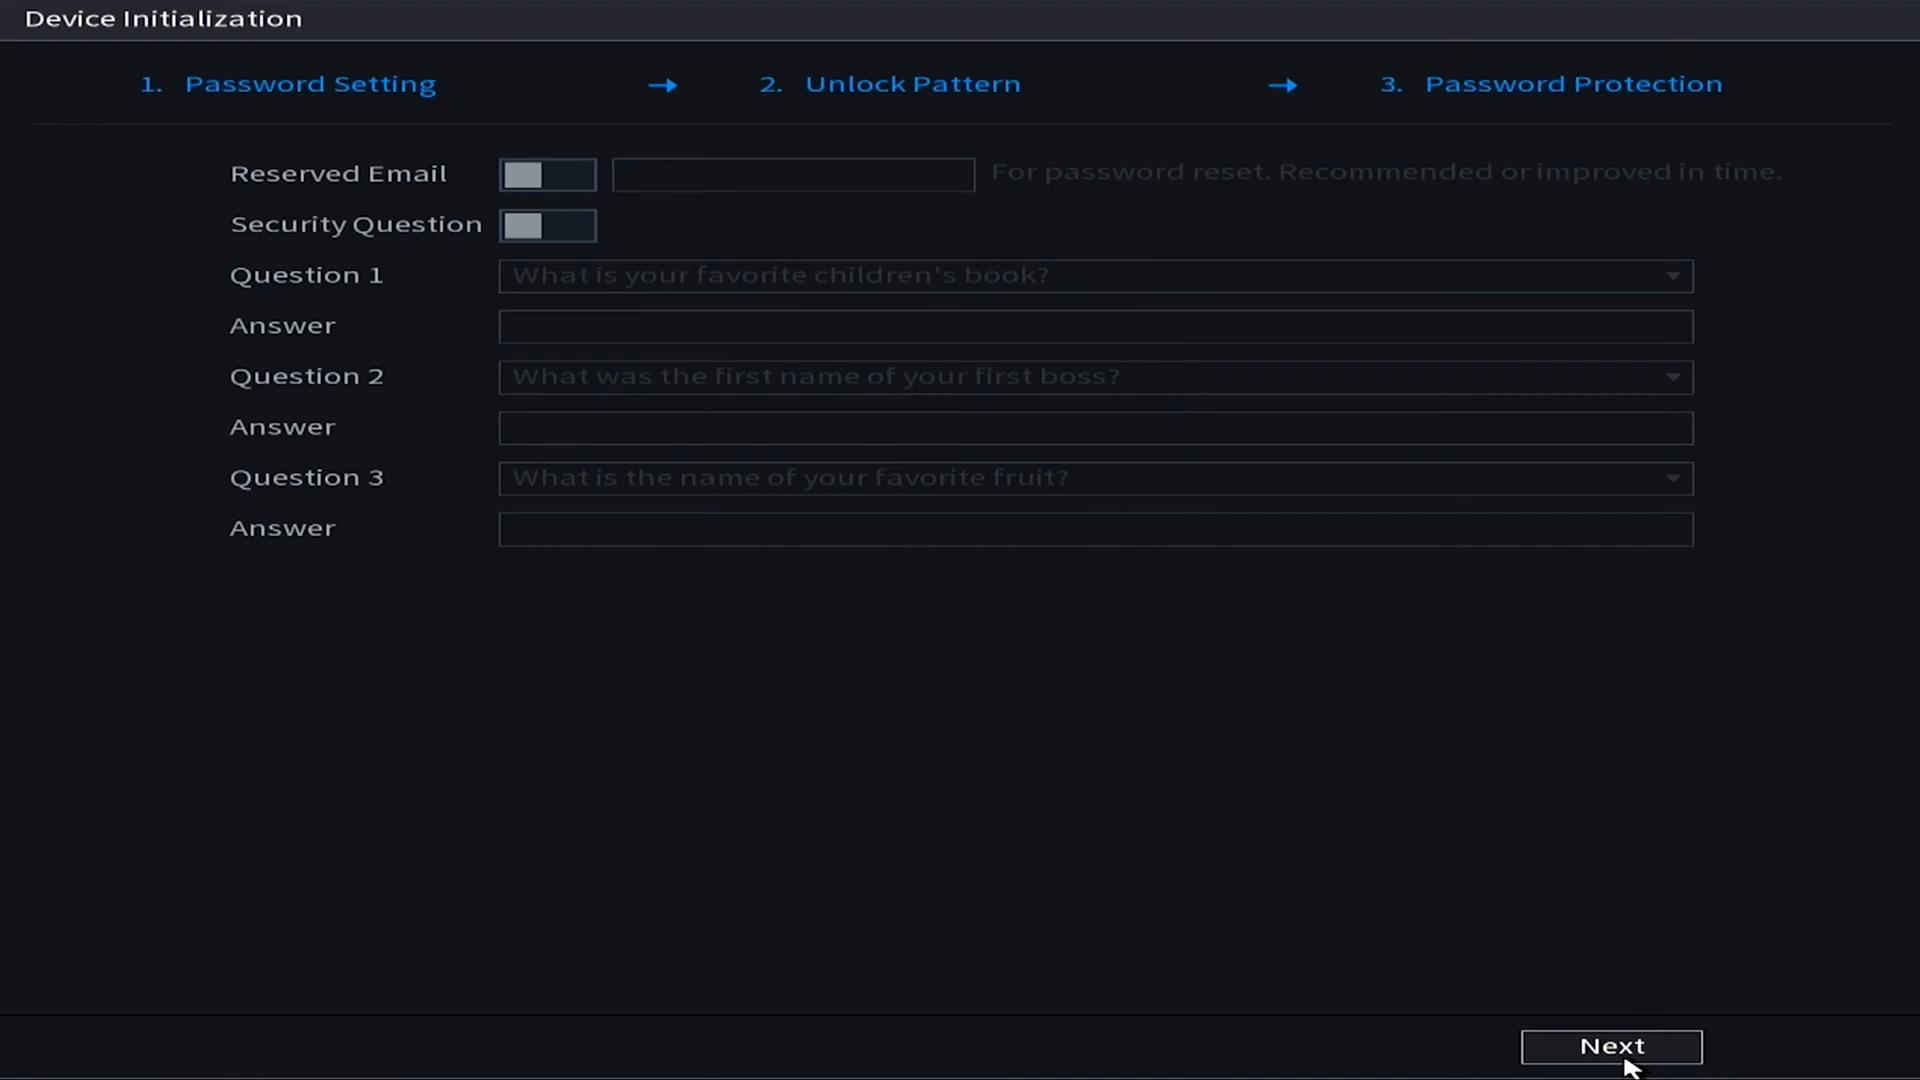 Device Initialization
1. Password Setting → 2. Unlock Pattern → 3. Password Protection
Reserved Email For password reset. Recommended or improved in time.
Security Question
Question 1 What is your favorite children's book?
Answer
Question 2 What was the first name of your first boss?
Answer
Question 3 What is the name of your favorite fruit?
Answer
Next